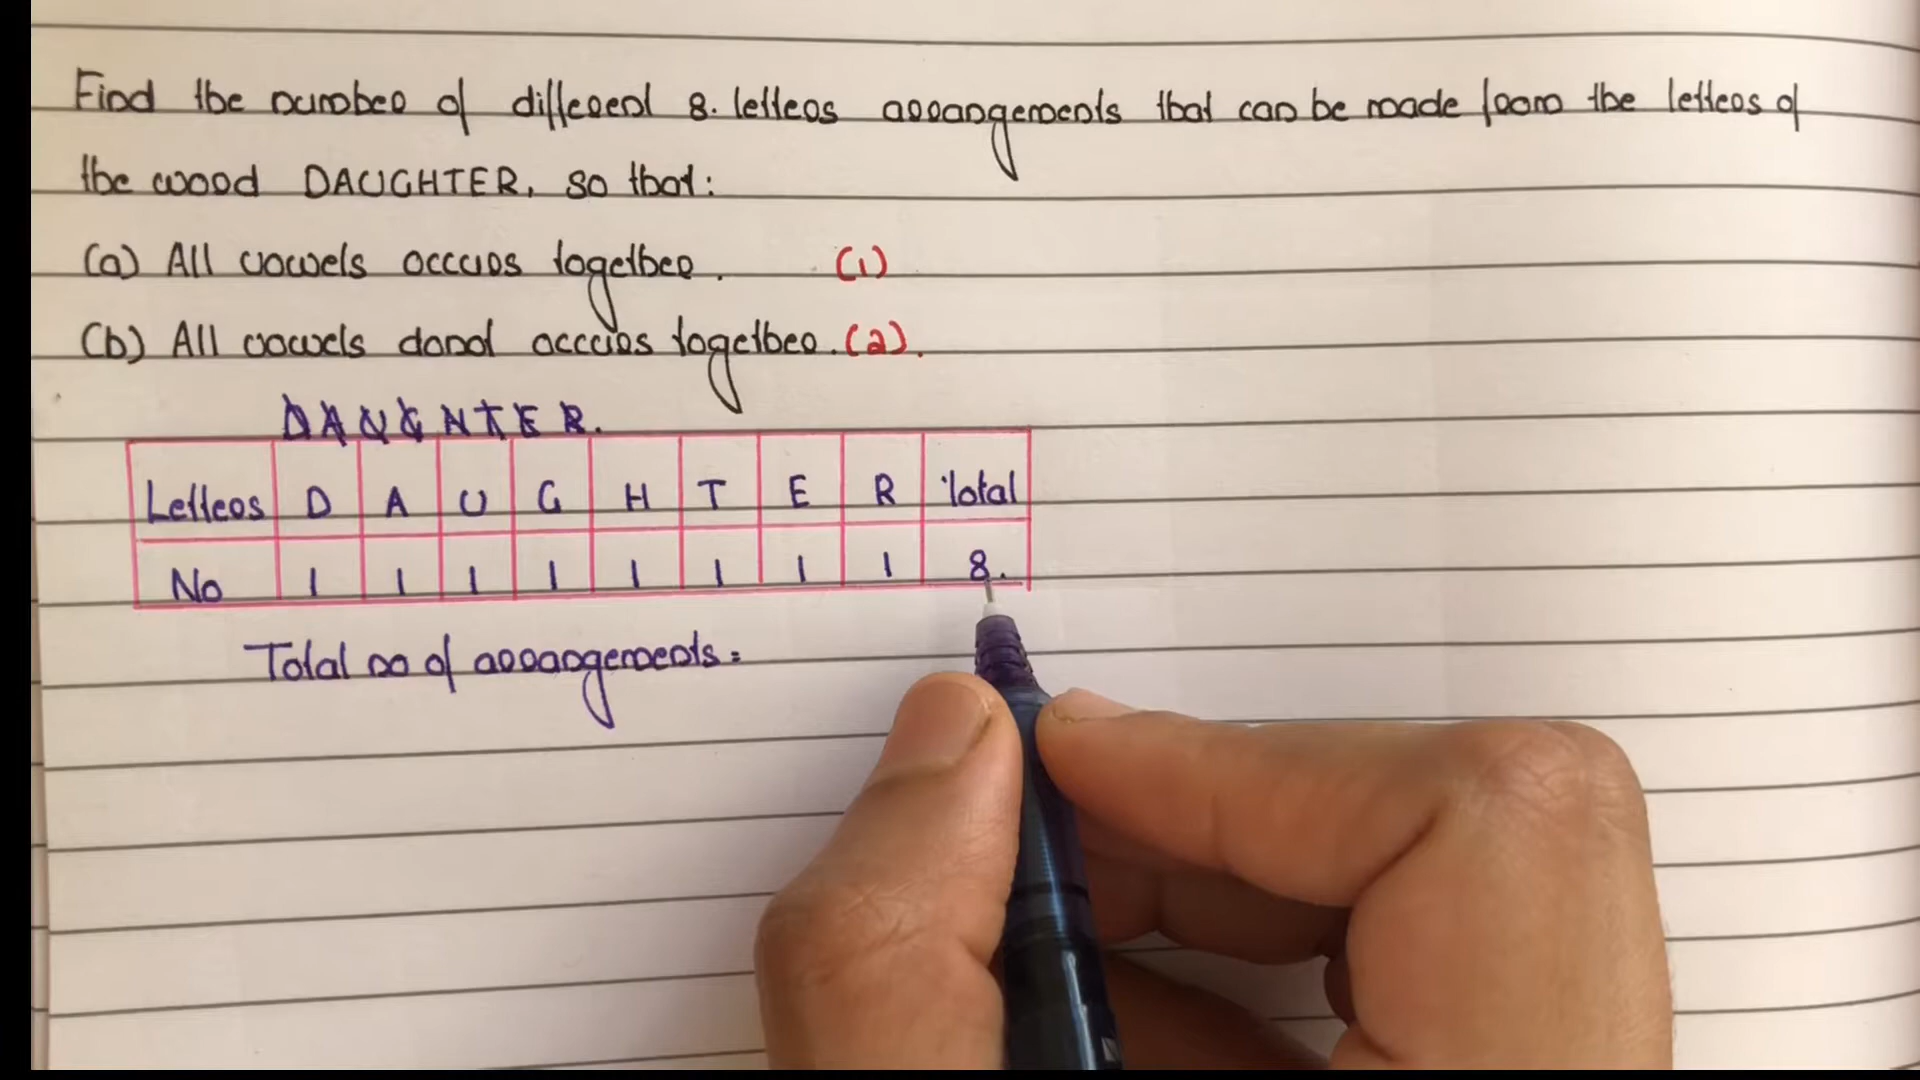 Find the number of different 8. letters arrangements that can be made from the letters of
the word DAUGHTER, so that:
(a) All vowels occurs together. (1)
(b) All vowels donot occurs together. (2).
DAUGHTER.
Letters D A U G H T E R Total
No 1 1 1 1 1 1 1 1 8.
Total no of arrangements =